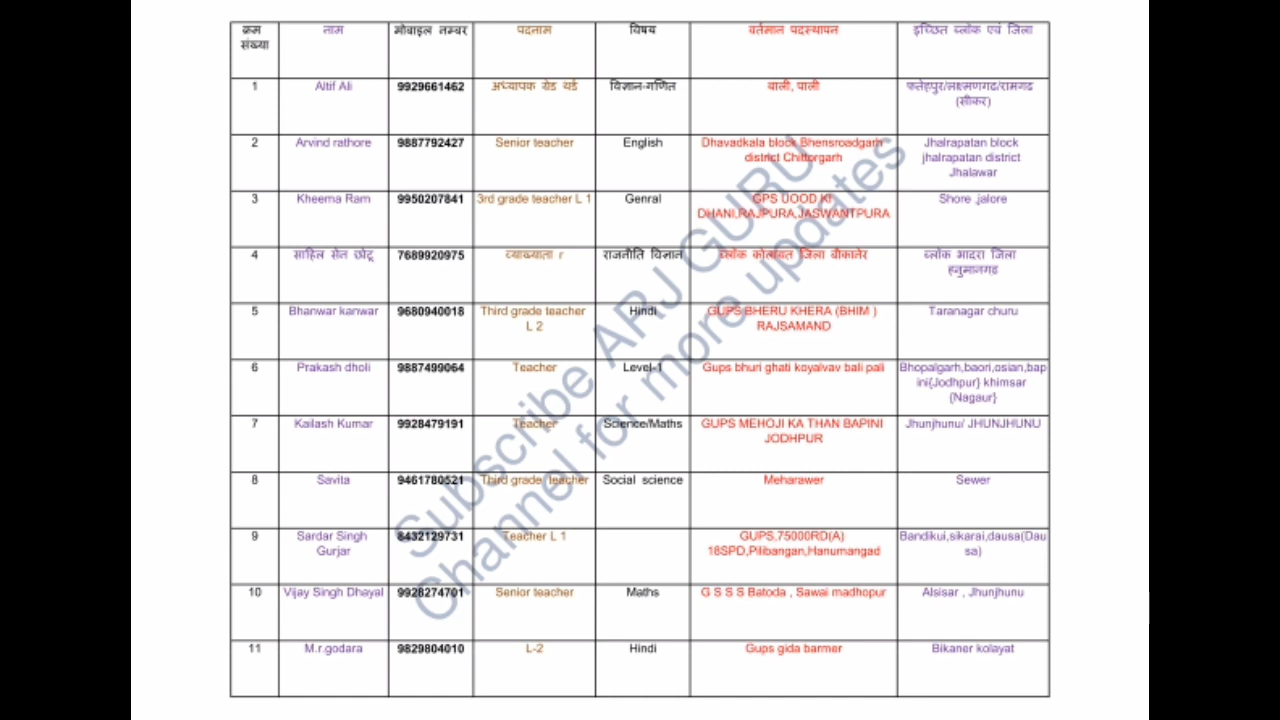 क्रम संख्या नाम मोबाइल नम्बर पदनाम विषय वर्तमान पदस्थापन इच्छित ब्लॉक एवं जिला
1 Altif Ali 9929661462 अध्यापक ग्रेड थर्ड विज्ञान-गणित बाली, पाली फतेहपुर/लक्ष्मणगढ/रामगढ (सीकर)
2 Arvind rathore 9887792427 Senior teacher English Dhavadkala block Bhensroadgarh district Chittorgarh Jhalrapatan block jhalrapatan district Jhalawar
3 Kheema Ram 9950207841 3rd grade teacher L 1 Genral GPS UOOD KI DHANI,RAJPURA,JASWANTPURA Shore ,jalore
4 साहिल सेन छोटू 7689920975 व्याख्याता r राजनीति विज्ञान ब्लॉक कोलायत जिला बीकानेर ब्लॉक भादरा जिला हनुमानगढ
5 Bhanwar kanwar 9680940018 Third grade teacher L 2 Hindi GUPS BHERU KHERA (BHIM ) RAJSAMAND Taranagar churu
6 Prakash dholi 9887499064 Teacher Level-1 Gups bhuri ghati koyalvav bali pali Bhopalgarh,baori,osian,bapini{Jodhpur} khimsar {Nagaur}
7 Kailash Kumar 9928479191 Teacher Science/Maths GUPS MEHOJI KA THAN BAPINI JODHPUR Jhunjhunu/ JHUNJHUNU
8 Savita 9461780521 Third grade teacher Social science Meharawer Sewer
9 Sardar Singh Gurjar 8432129731 Teacher L 1 GUPS,75000RD(A) 18SPD,Pilibangan,Hanumangad Bandikui,sikarai,dausa(Dausa)
10 Vijay Singh Dhayal 9928274701 Senior teacher Maths G S S S Batoda , Sawai madhopur Alsisar , Jhunjhunu
11 M.r.godara 9829804010 L-2 Hindi Gups gida barmer Bikaner kolayat
Subscribe ARJ GURU
Channel for more updates